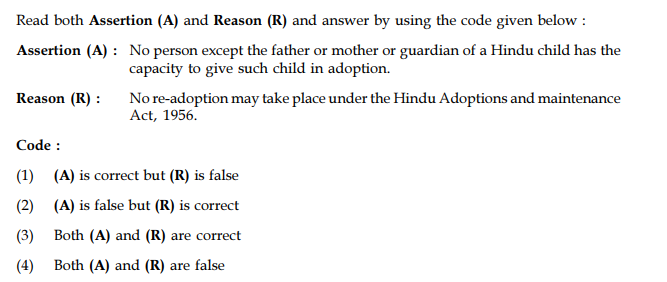 Read both Assertion (A) and Reason (R) and answer by using the code given below :
Assertion (A) : No person except the father or mother or guardian of a Hindu child has the
capacity to give such child in adoption.
Reason (R) : No re-adoption may take place under the Hindu Adoptions and maintenance
Act, 1956.
Code :
(1) (A) is correct but (R) is false
(2) (A) is false but (R) is correct
(3) Both (A) and (R) are correct
(4) Both (A) and (R) are false